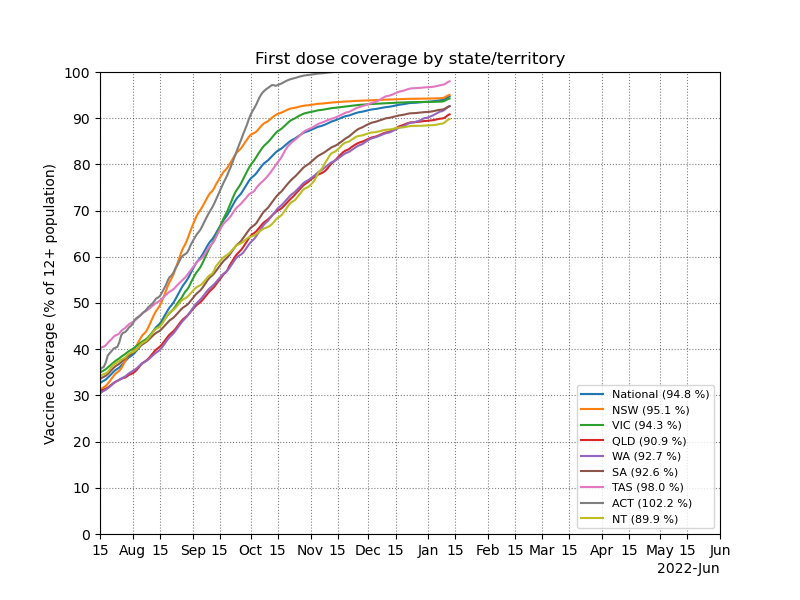 First dose coverage by state/territory
Vaccine coverage (% of 12+ population)
100
90
80
70
60
50
40
30
20
10
0
National (94.8 %)
NSW (95.1 %)
VIC (94.3 %)
QLD (90.9 %)
WA (92.7 %)
SA (92.6 %)
TAS (98.0 %)
ACT (102.2 %)
NT (89.9 %)
15 Aug 15 Sep 15 Oct 15 Nov 15 Dec 15 Jan 15 Feb 15 Mar 15 Apr 15 May 15 Jun
2022-Jun